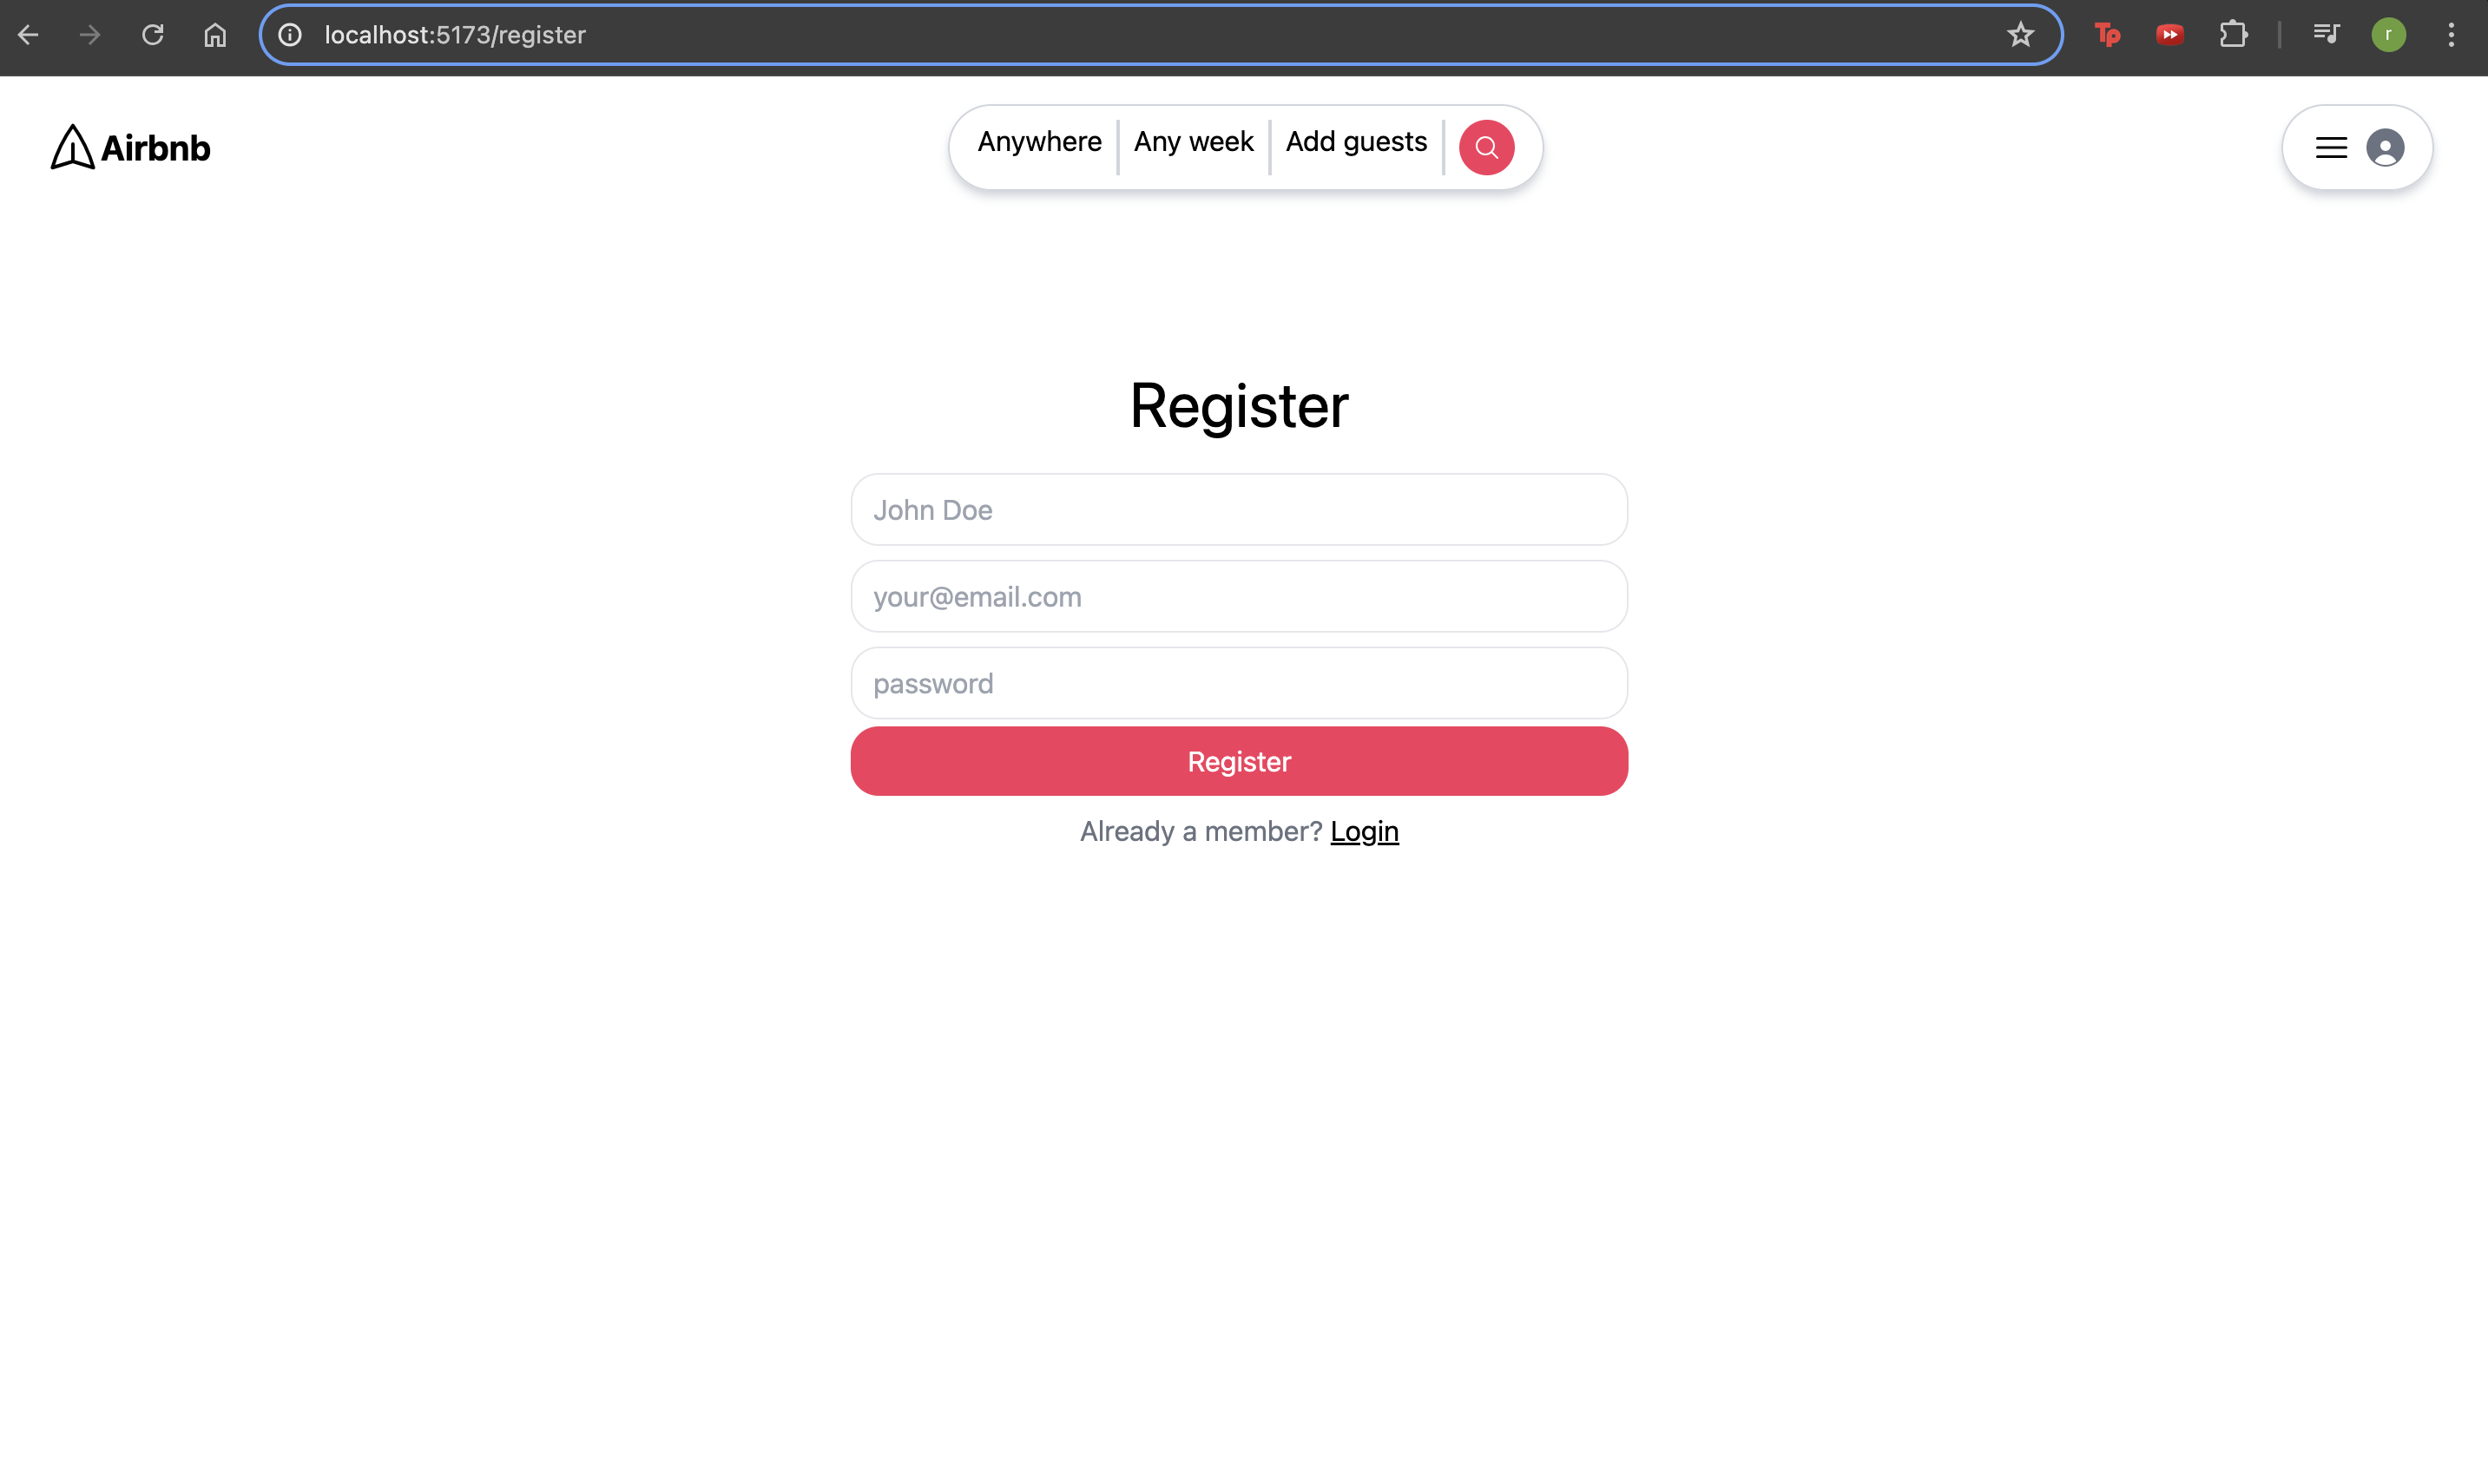 localhost:5173/register
Tp
r
Airbnb
Anywhere
Any week
Add guests
Register
John Doe
your@email.com
password
Register
Already a member? Login